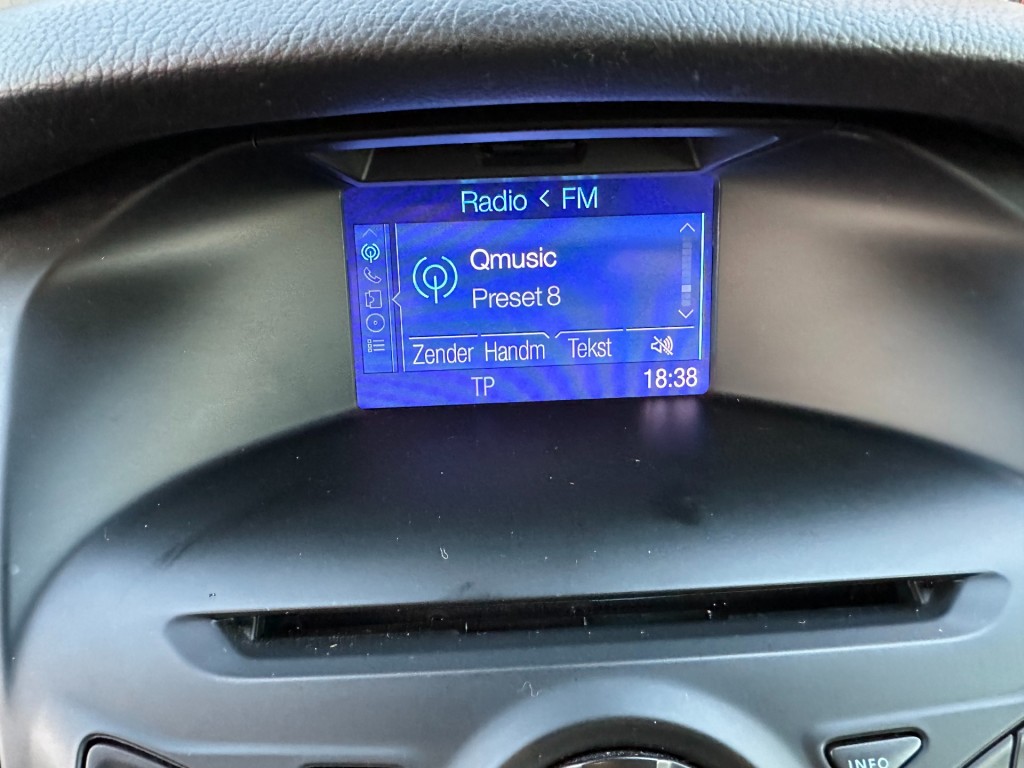 Radio < FM
Qmusic
Preset 8
Zender Handm Tekst
TP 18:38
INFO